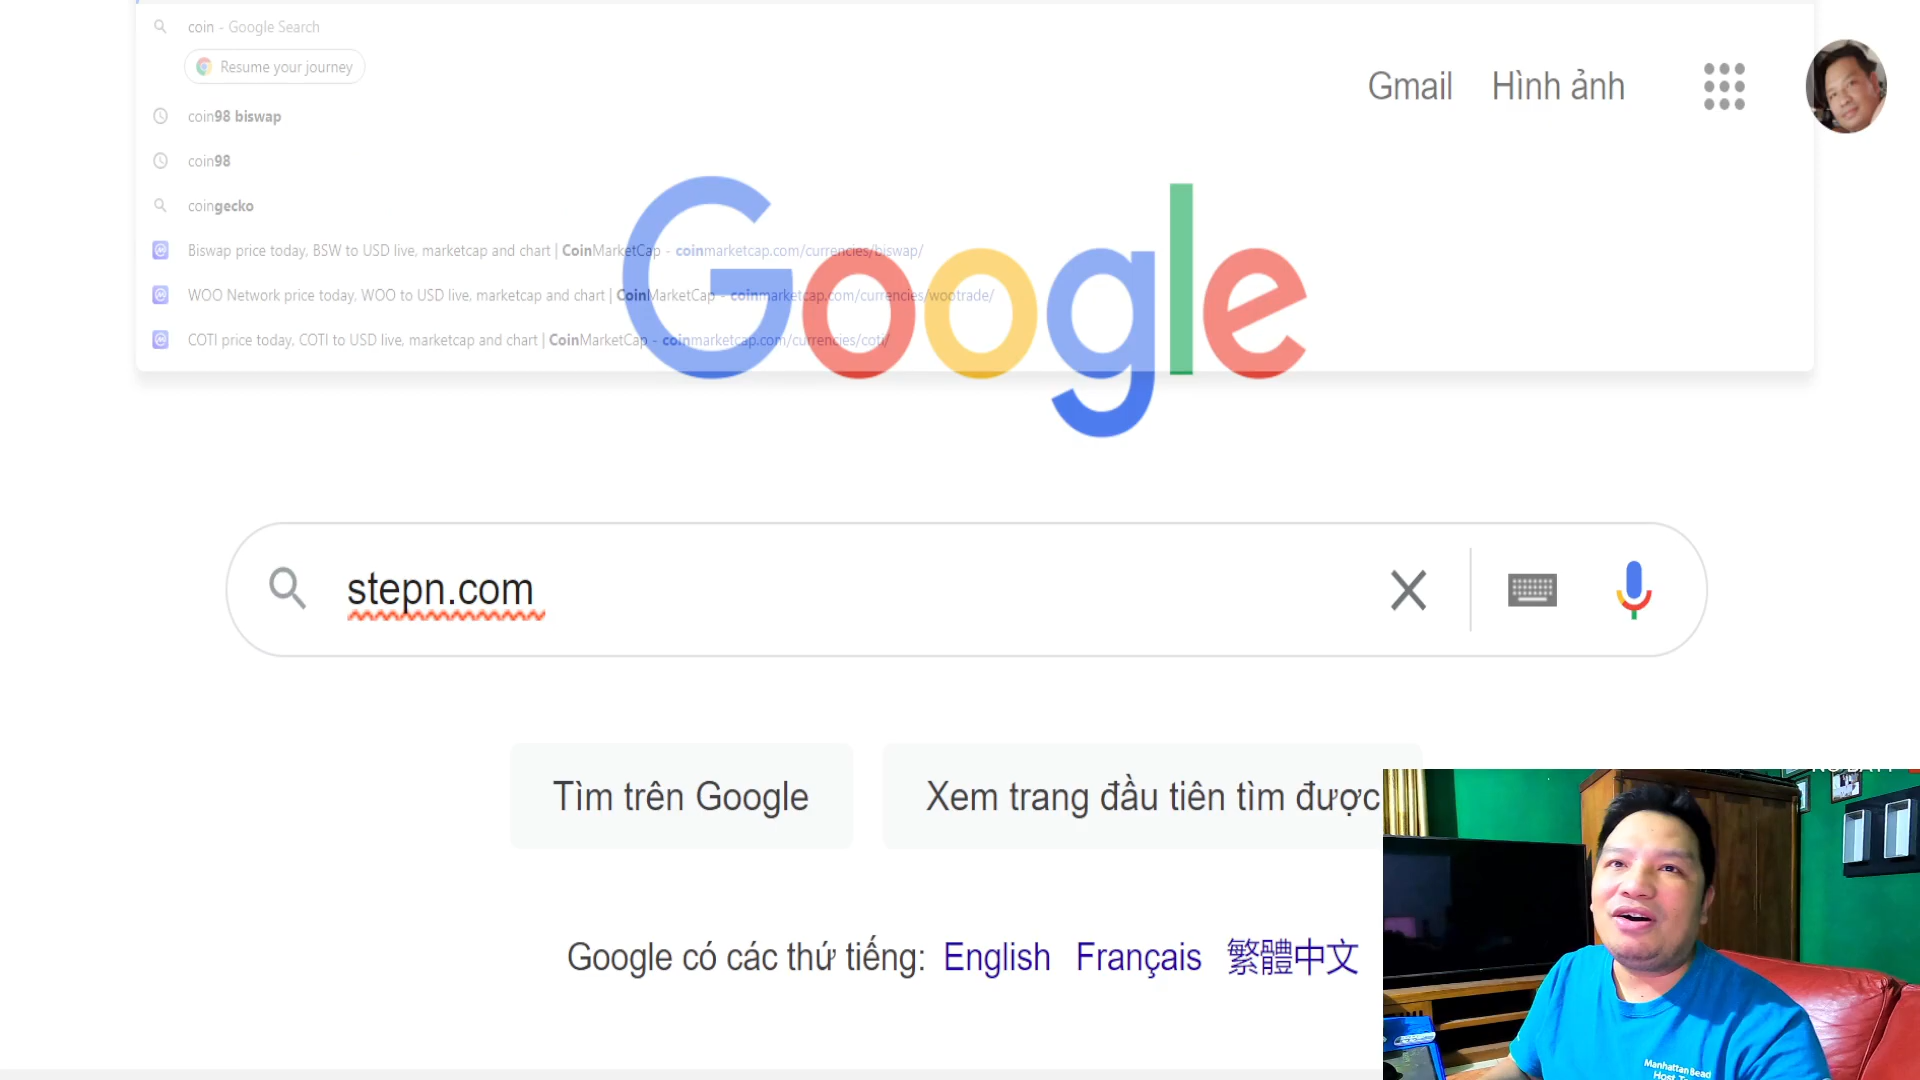 coin - Google Search
Resume your journey
coin98 biswap
coin98
coingecko
Biswap price today, BSW to USD live, marketcap and chart | CoinMarketCap - coinmarketcap.com/currencies/biswap/
WOO Network price today, WOO to USD live, marketcap and chart | CoinMarketCap - coinmarketcap.com/currencies/wootrade/
COTI price today, COTI to USD live, marketcap and chart | CoinMarketCap - coinmarketcap.com/currencies/coti/
Gmail Hình ảnh
Google
stepn.com
Tìm trên Google Xem trang đầu tiên tìm được
Google có các thứ tiếng: English Français 繁體中文
Manhattan Bead
Host